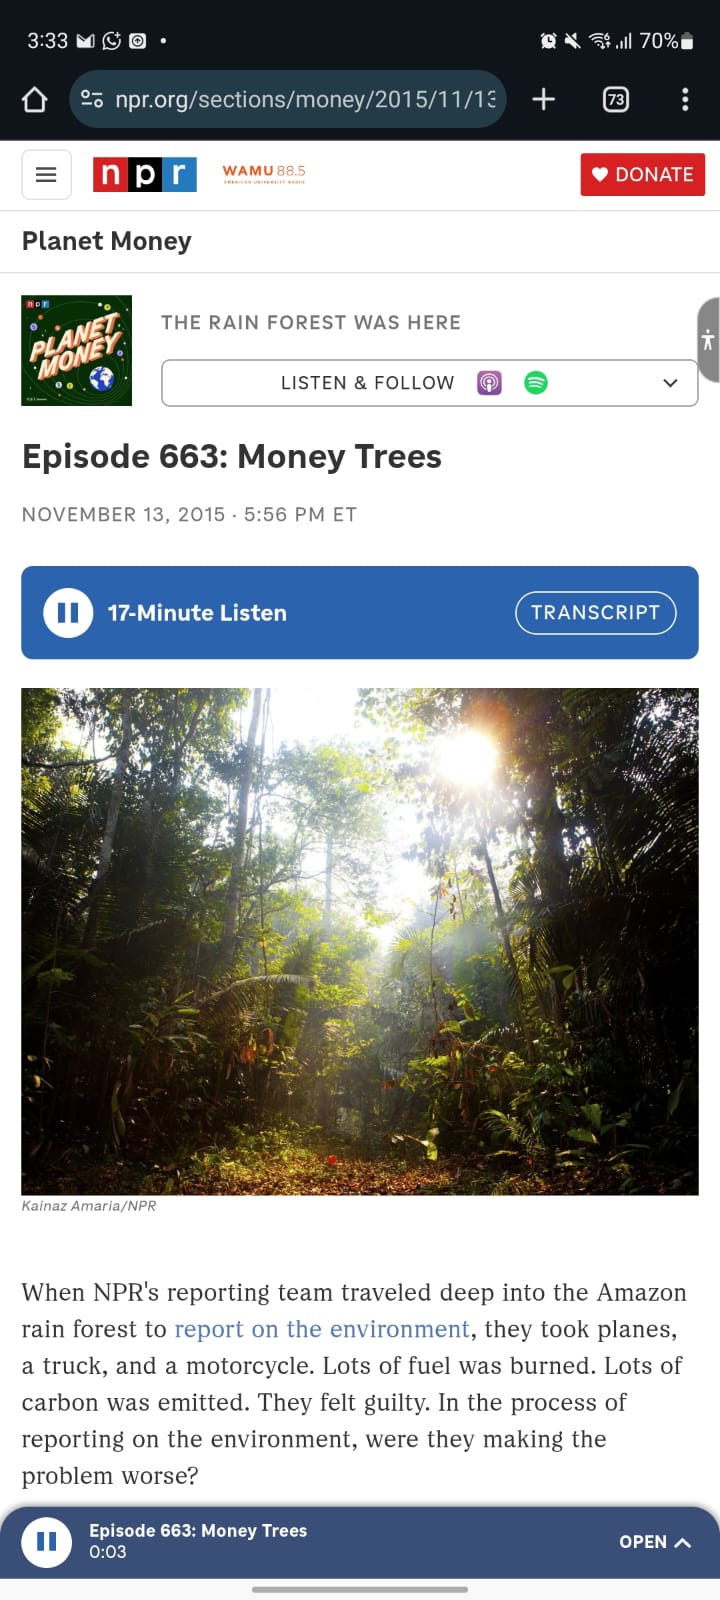 3:33
70%
npr.org/sections/money/2015/11/13
73
npr
WAMU 88.5
AMERICAN UNIVERSITY RADIO
DONATE
Planet Money
npr
PLANET
MONEY
THE RAIN FOREST WAS HERE
LISTEN & FOLLOW
Episode 663: Money Trees
NOVEMBER 13, 2015 · 5:56 PM ET
17-Minute Listen
TRANSCRIPT
Kainaz Amaria/NPR
When NPR's reporting team traveled deep into the Amazon
rain forest to report on the environment, they took planes,
a truck, and a motorcycle. Lots of fuel was burned. Lots of
carbon was emitted. They felt guilty. In the process of
reporting on the environment, were they making the
problem worse?
Episode 663: Money Trees
0:03
OPEN